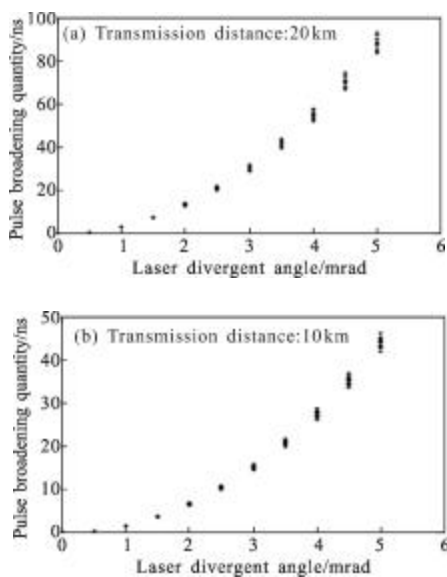 (a) Transmission distance:20km
Pulse broadening quantity/ns
100
80
60
40
20
0
0 1 2 3 4 5 6
Laser divergent angle/mrad
(b) Transmission distance:10km
Pulse broadening quantity/ns
50
40
30
20
10
0
0 1 2 3 4 5 6
Laser divergent angle/mrad